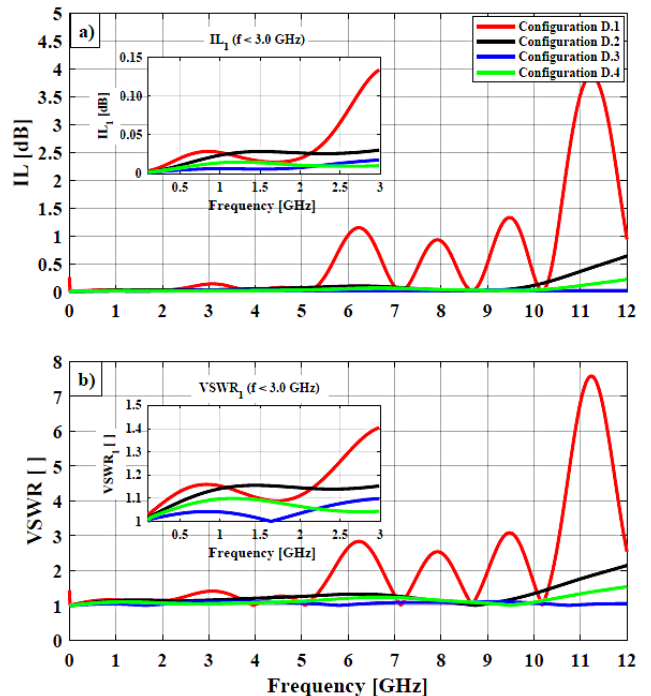 a)
IL [dB]
5
4.5
4
3.5
3
2.5
2
1.5
1
0.5
0
0 1 2 3 4 5 6 7 8 9 10 11 12
Configuration D.1
Configuration D.2
Configuration D.3
Configuration D.4
IL1 (f < 3.0 GHz)
IL1 [dB]
0.15
0.10
0.05
0
0.5 1 1.5 2 2.5 3
Frequency [GHz]
b)
VSWR [ ]
8
7
6
5
4
3
2
1
0
0 1 2 3 4 5 6 7 8 9 10 11 12
Frequency [GHz]
VSWR1 (f < 3.0 GHz)
VSWR1 [ ]
1.5
1.4
1.3
1.2
1.1
1
0.5 1 1.5 2 2.5 3
Frequency [GHz]